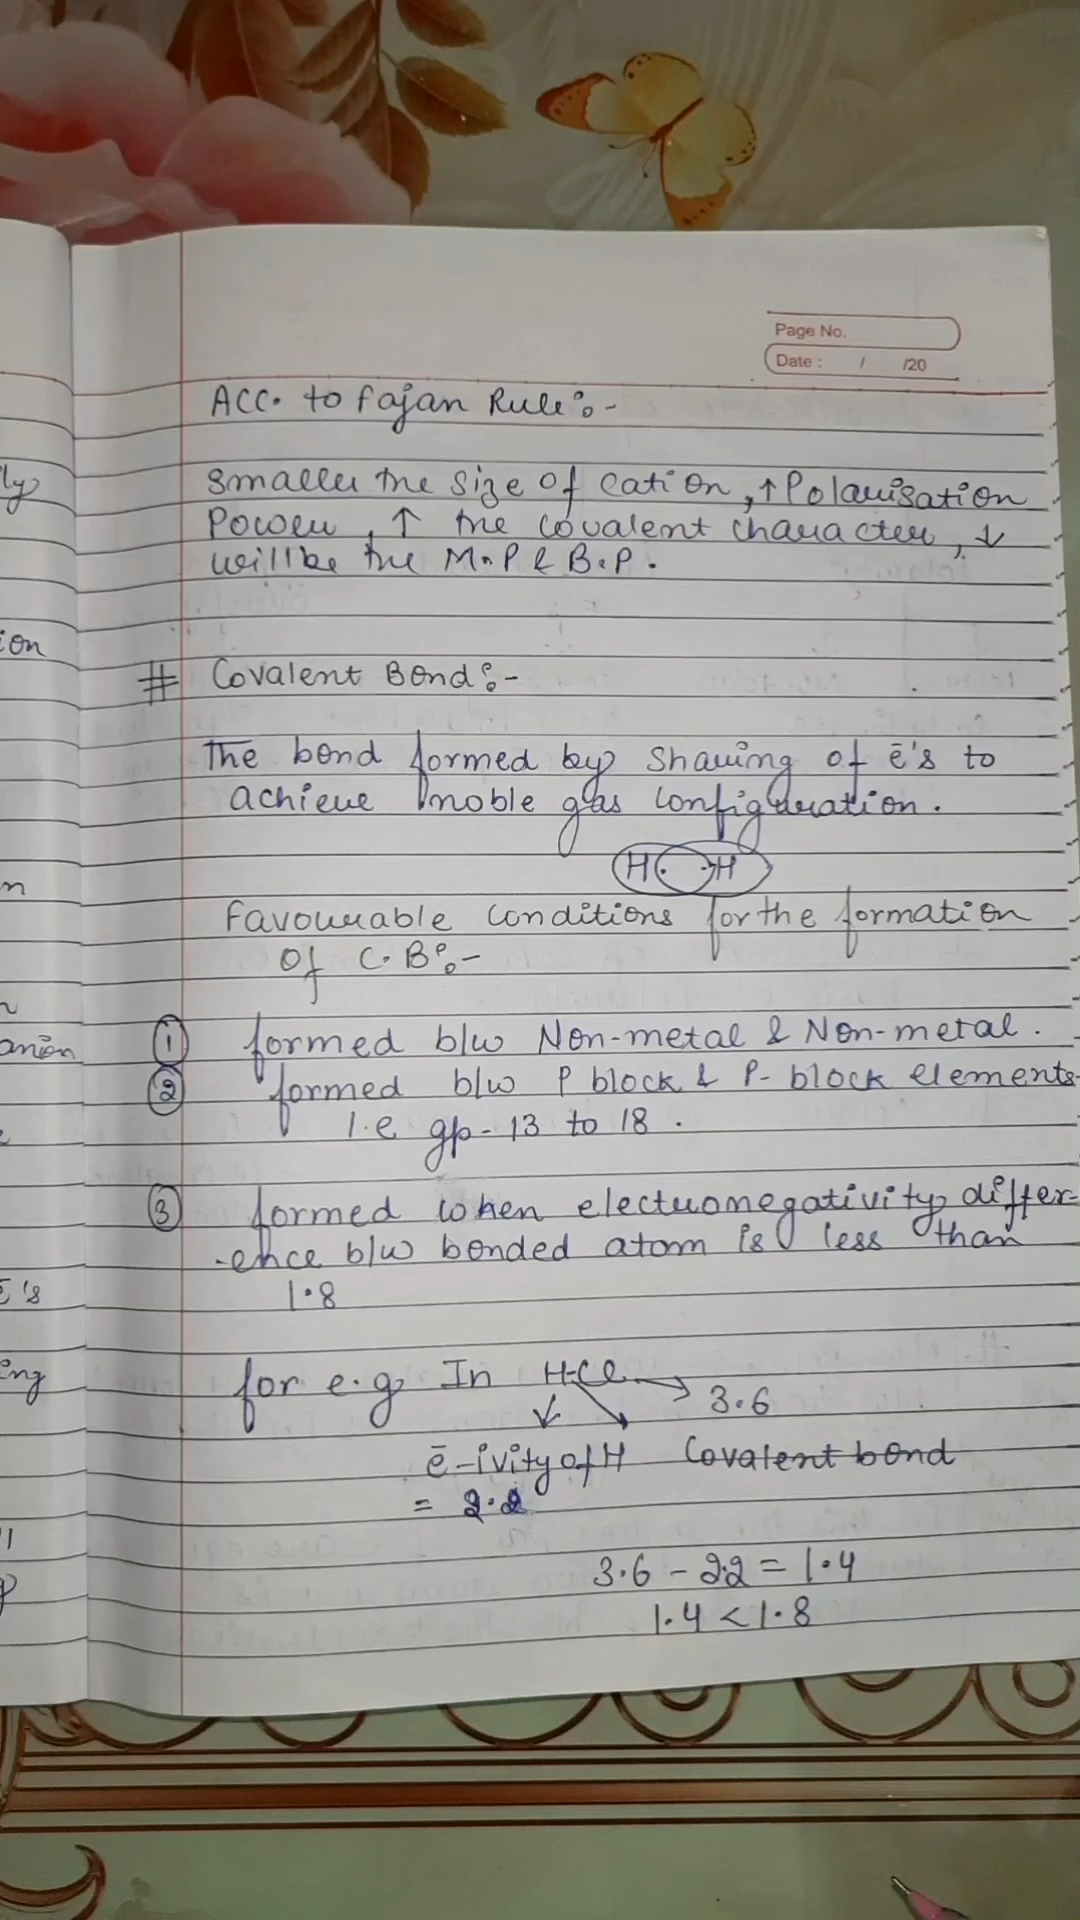 Page No.
Date : / /20
Acc. to fajan Rule:-
smaller the size of cation, ↑ Polarisation
Power, ↑ the covalent character, ↓
will be the M.P & B.P.
# Covalent Bond:-
The bond formed by sharing of ē's to
achieve noble gas configuration.
H. .H
Favourable conditions for the formation
of C.B:-
① formed b/w Non-metal & Non-metal.
② formed b/w P block & P-block elements
I.e gp-13 to 18.
③ formed when electronegativity differ-
-ence b/w bonded atom is less than
1.8
for e.g In H-Cl → 3.6
ē-ivity of H Covalent bond
= 2.2
3.6 - 2.2 = 1.4
1.4 < 1.8
ly
ion
n
anion
ē's
ing